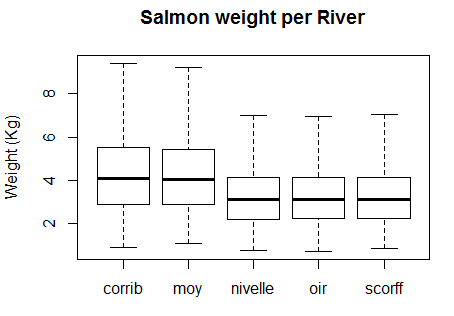 Salmon weight per River
Weight (Kg)
8
6
4
2
corrib moy nivelle oir scorff